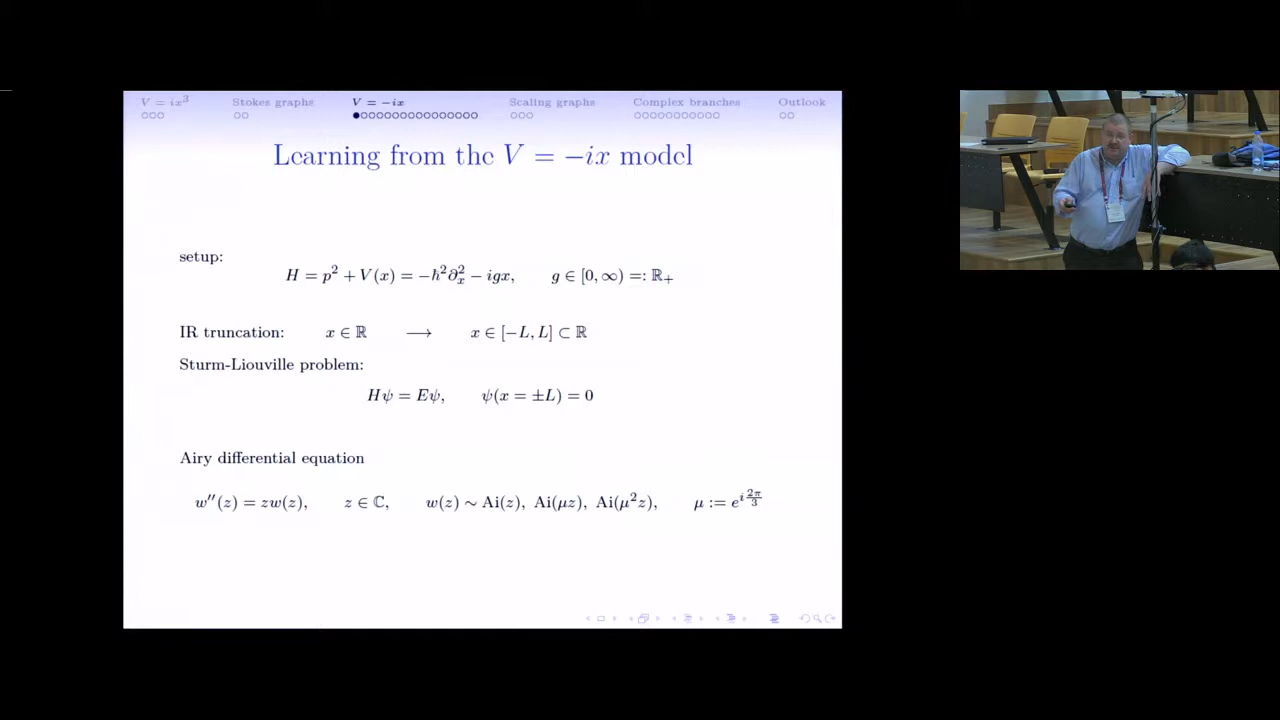 V = ix³ Stokes graphs V = −ix Scaling graphs Complex branches Outlook
Learning from the V = −ix model
setup:
H = p² + V(x) = −ħ²∂ₓ² − igx, g ∈ [0, ∞) =: ℝ₊
IR truncation: x ∈ ℝ ⟶ x ∈ [−L, L] ⊂ ℝ
Sturm-Liouville problem:
Hψ = Eψ, ψ(x = ±L) = 0
Airy differential equation
w′′(z) = zw(z), z ∈ ℂ, w(z) ∼ Ai(z), Ai(μz), Ai(μ²z), μ := e^{i 2π/3}